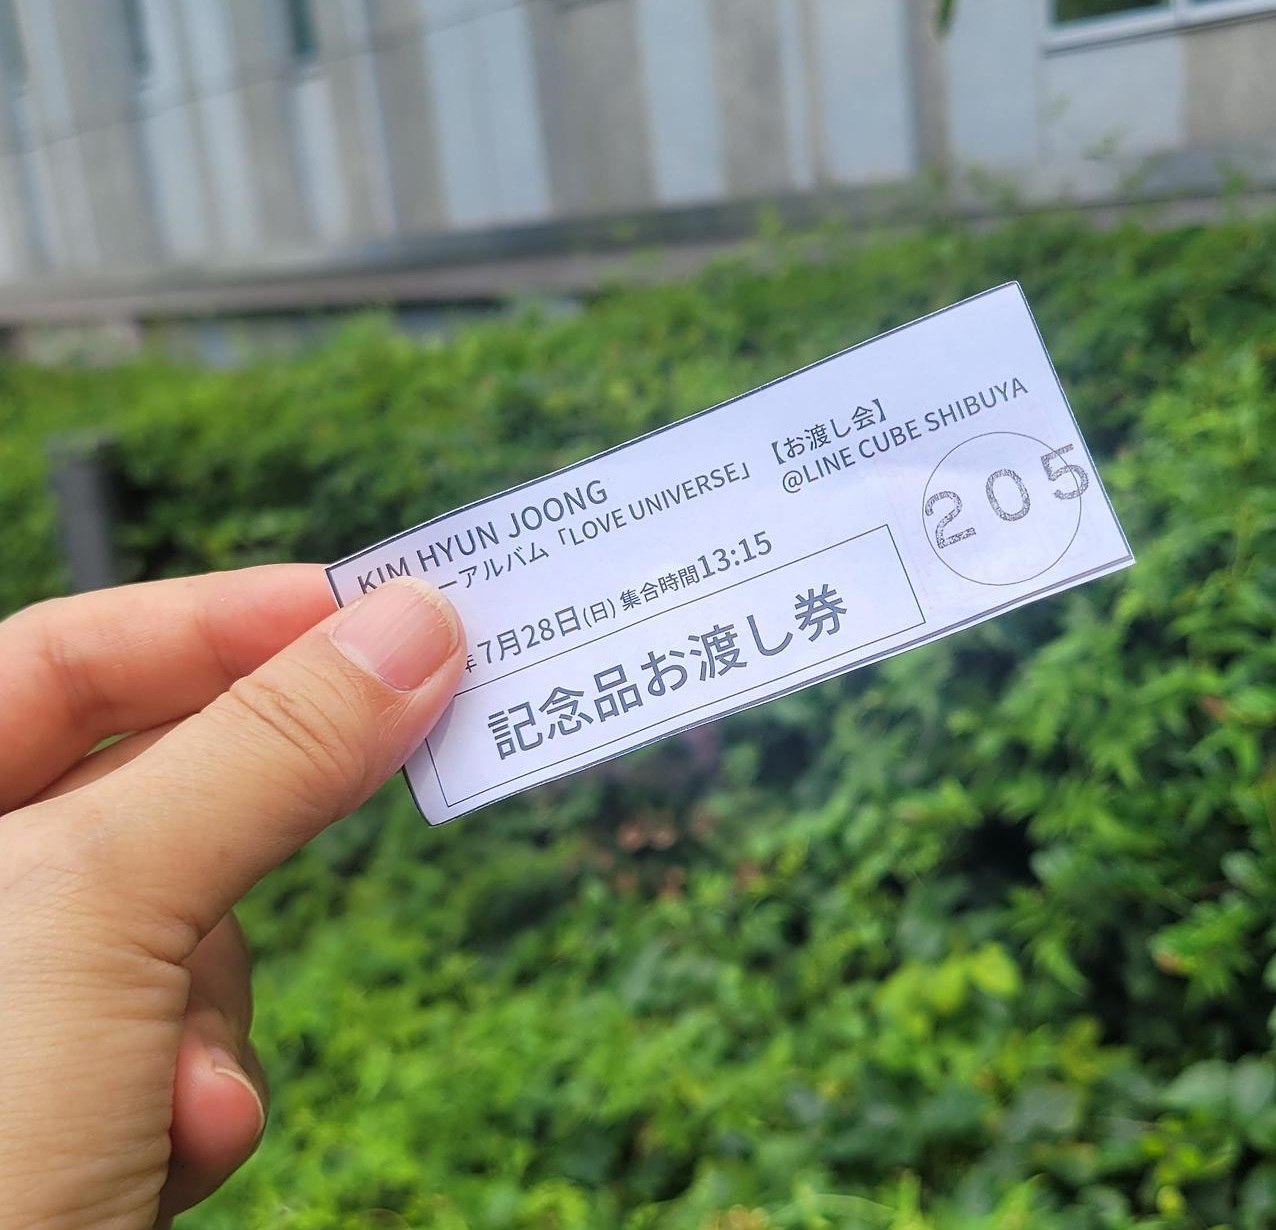 KIM HYUN JOONG
ーアルバム「LOVE UNIVERSE」 【お渡し会】
@LINE CUBE SHIBUYA
年7月28日(日) 集合時間13:15
記念品お渡し券
205